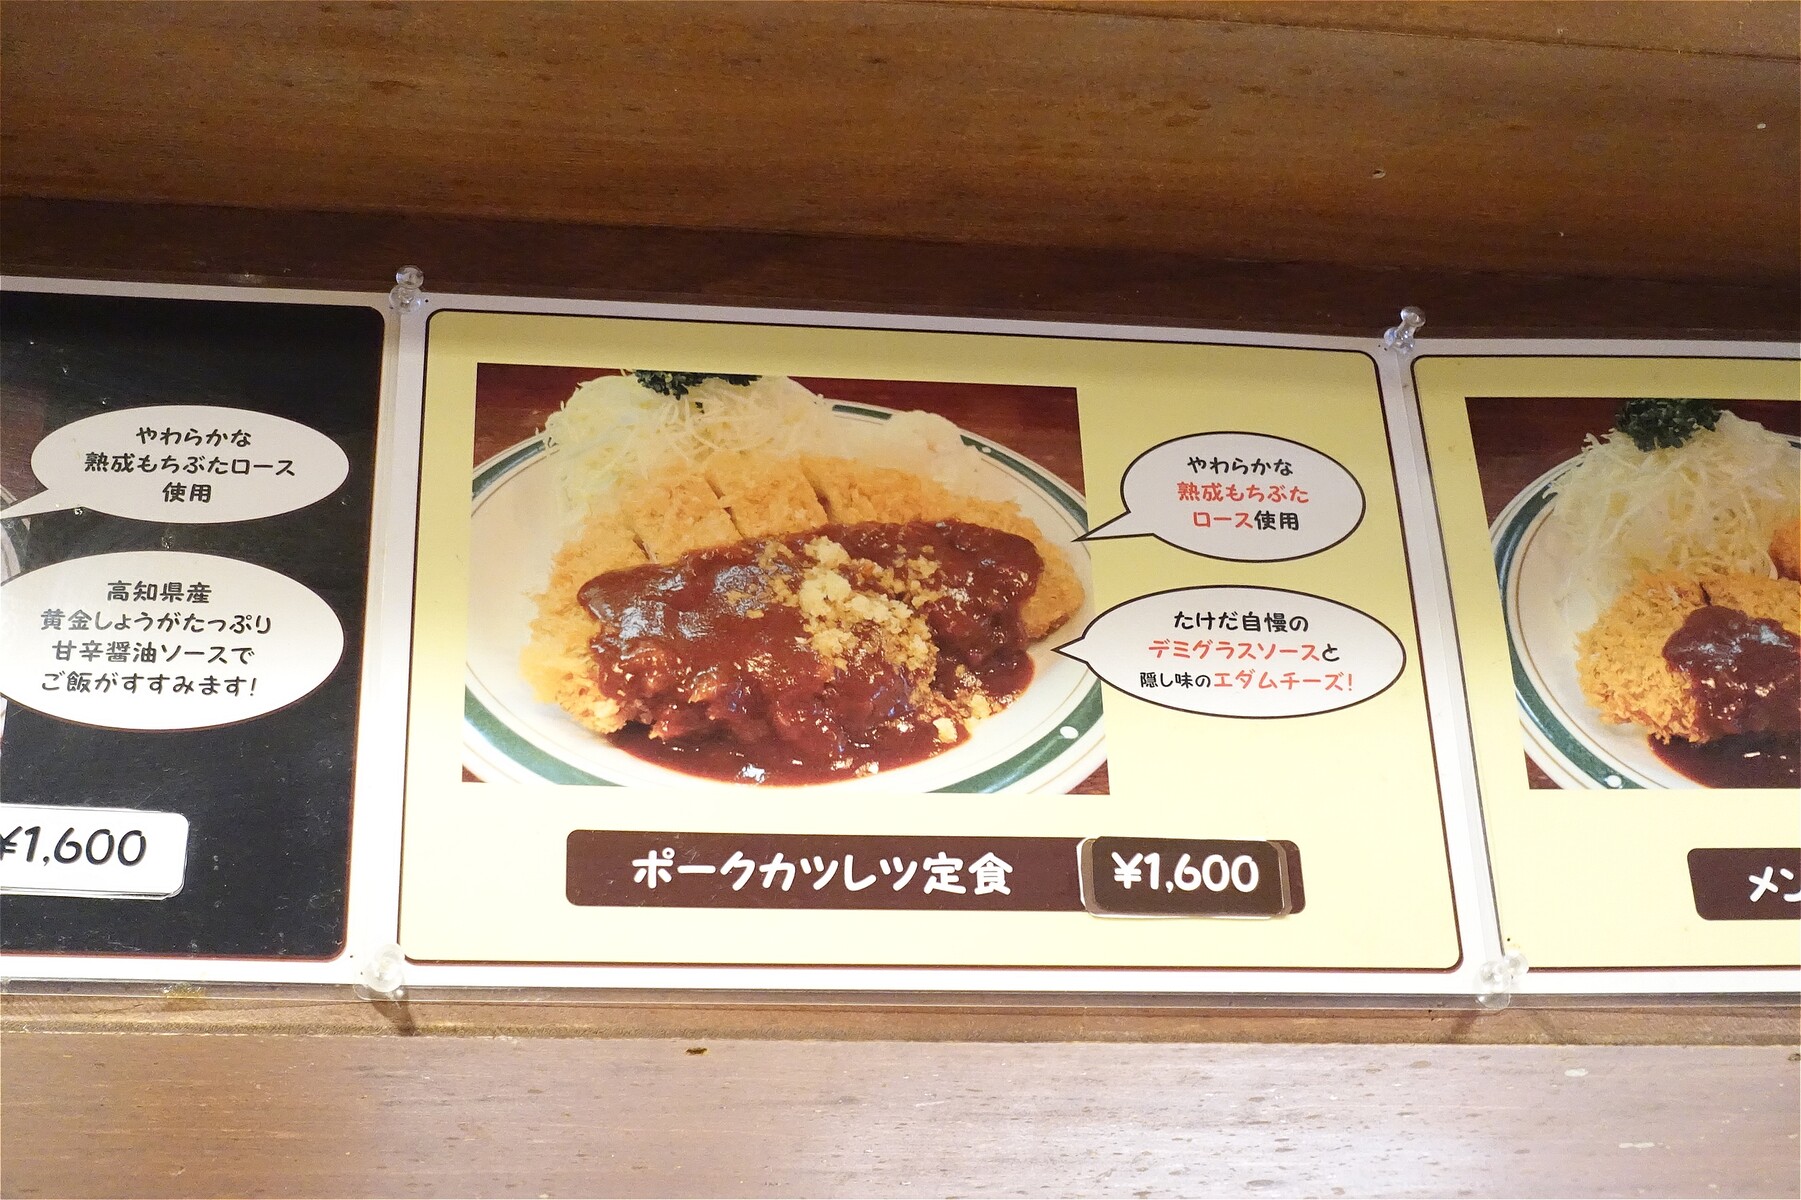 やわらかな
熟成もちぶたロース
使用
高知県産
黄金しょうがたっぷり
甘辛醤油ソースで
ご飯がすすみます!
¥1,600
やわらかな
熟成もちぶた
ロース使用
たけだ自慢の
デミグラスソースと
隠し味のエダムチーズ!
ポークカツレツ定食 ¥1,600
メン